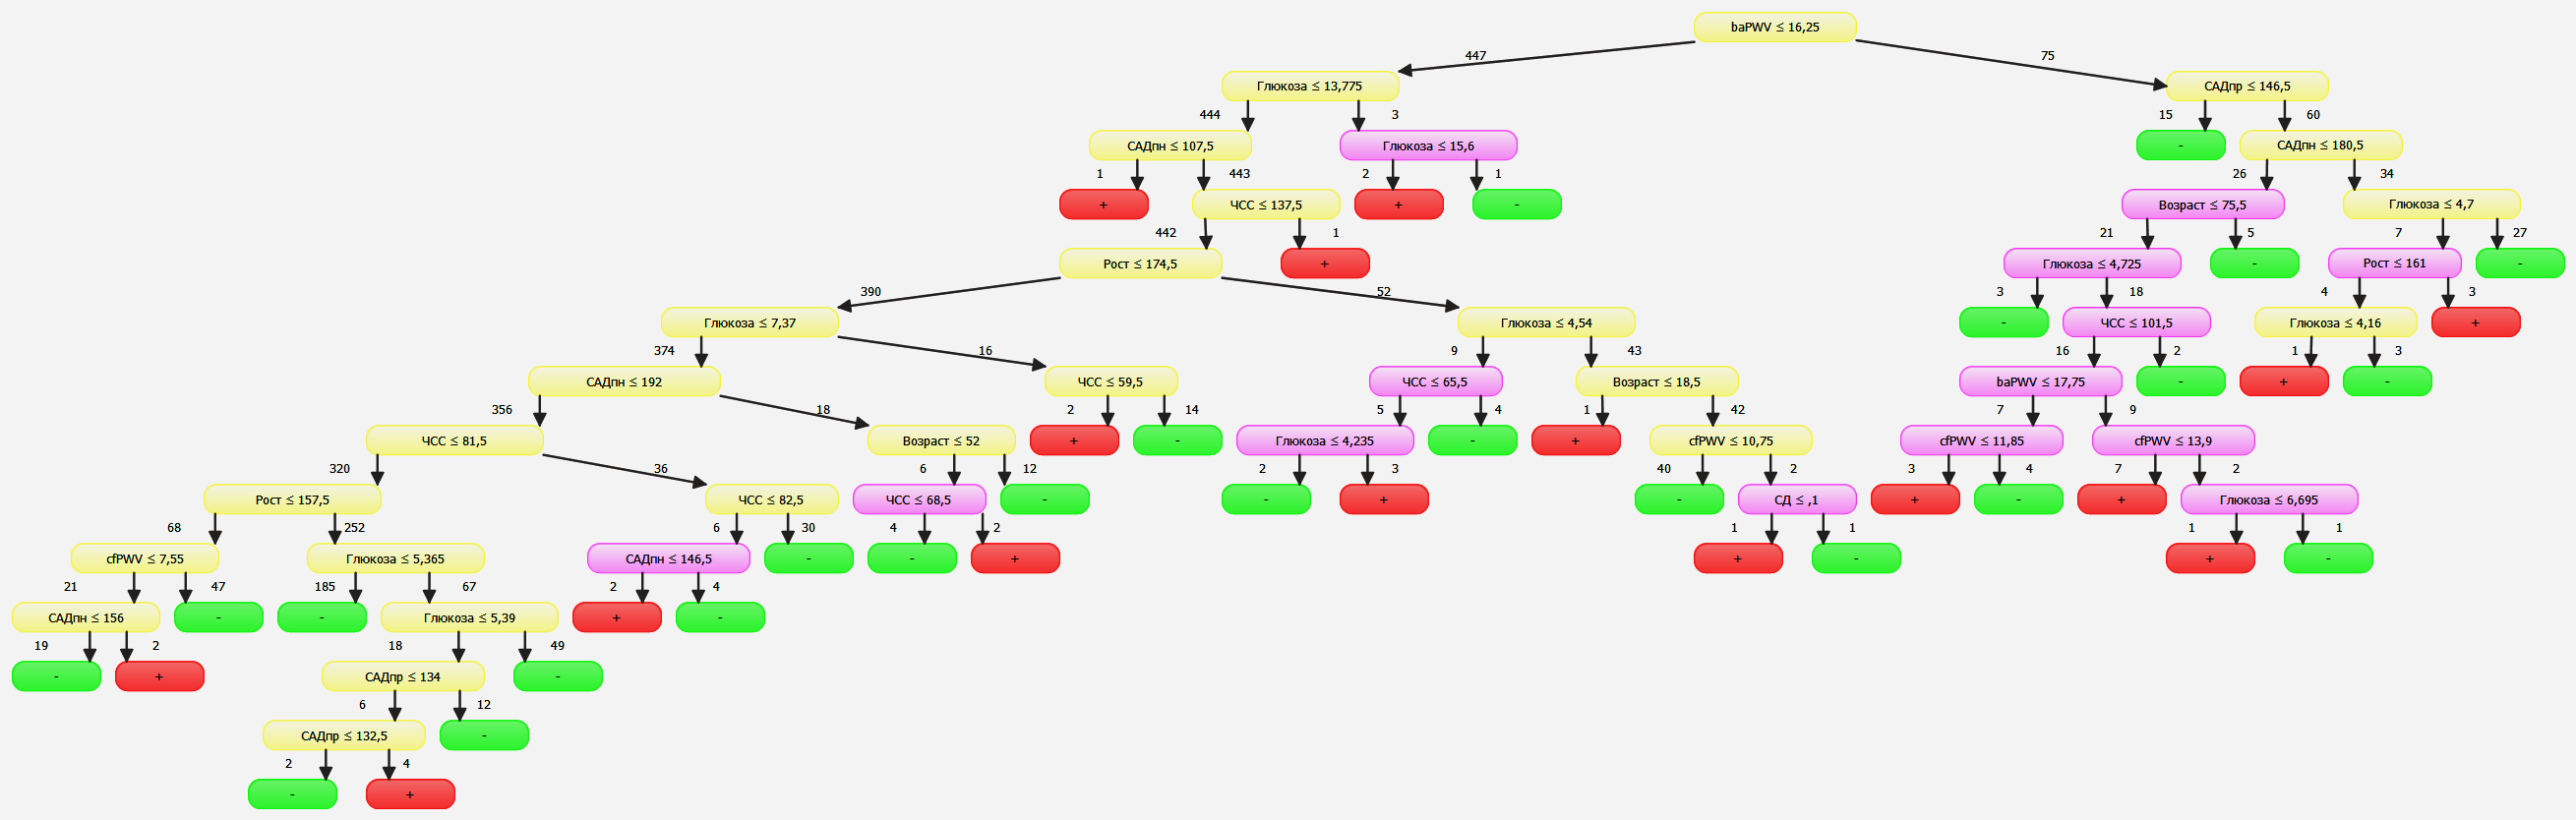 baPWV ≤ 16,25
447 75
Глюкоза ≤ 13,775 САДпр ≤ 146,5
444 3 15 60
САДпн ≤ 107,5 Глюкоза ≤ 15,6 - САДпн ≤ 180,5
1 443 2 1 26 34
+ ЧСС ≤ 137,5 + - Возраст ≤ 75,5 Глюкоза ≤ 4,7
442 1 21 5 7 27
Рост ≤ 174,5 + Глюкоза ≤ 4,725 - Рост ≤ 161 -
390 52 3 18 4 3
Глюкоза ≤ 7,37 Глюкоза ≤ 4,54 - ЧСС ≤ 101,5 Глюкоза ≤ 4,16 +
374 16 9 43 16 2 1 3
САДпн ≤ 192 ЧСС ≤ 59,5 ЧСС ≤ 65,5 Возраст ≤ 18,5 baPWV ≤ 17,75 - + -
356 18 2 14 5 4 1 42 7 9
ЧСС ≤ 81,5 Возраст ≤ 52 + - Глюкоза ≤ 4,235 - + cfPWV ≤ 10,75 cfPWV ≤ 11,85 cfPWV ≤ 13,9
320 36 6 12 2 3 40 2 3 4 7 2
Рост ≤ 157,5 ЧСС ≤ 82,5 ЧСС ≤ 68,5 - - + - СД ≤ ,1 + - + Глюкоза ≤ 6,695
68 252 6 30 4 2 1 1 1 1
cfPWV ≤ 7,55 Глюкоза ≤ 5,365 САДпн ≤ 146,5 - - + + - + -
21 47 185 67 2 4
САДпн ≤ 156 - - Глюкоза ≤ 5,39 + -
19 2 18 49
- + САДпр ≤ 134 -
6 12
САДпр ≤ 132,5 -
2 4
- +